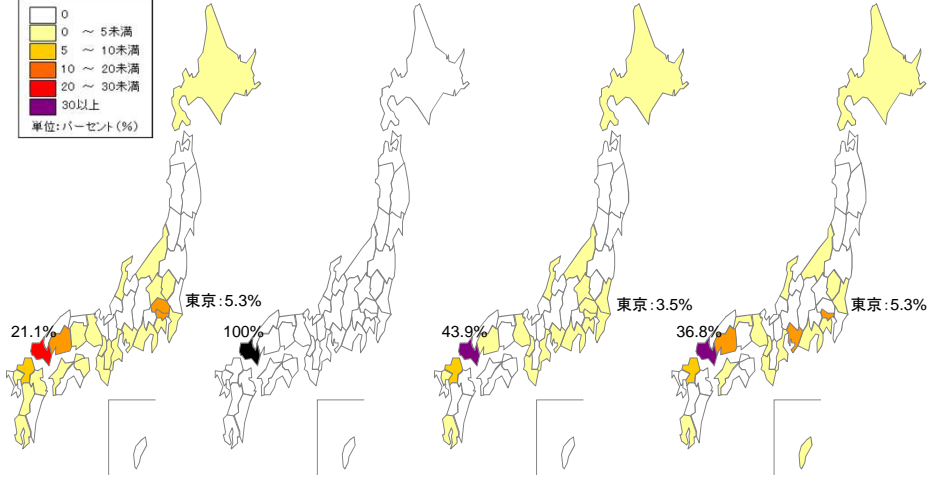 0
0 ～ 5未満
5 ～ 10未満
10 ～ 20未満
20 ～ 30未満
30以上
単位:パーセント(%)
東京:5.3%
21.1%
100%
東京:3.5%
43.9%
東京:5.3%
36.8%